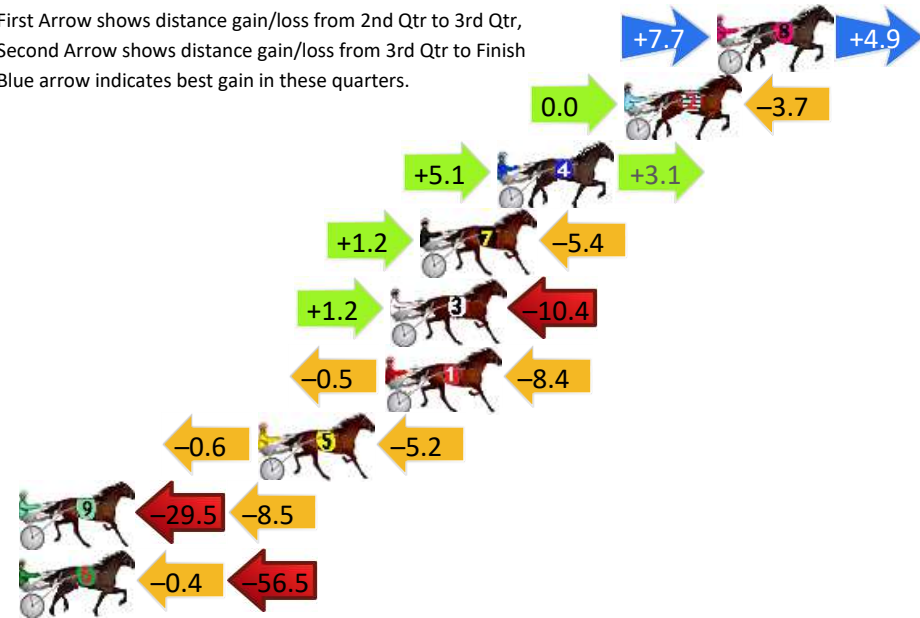 First Arrow shows distance gain/loss from 2nd Qtr to 3rd Qtr,
Second Arrow shows distance gain/loss from 3rd Qtr to Finish
Blue arrow indicates best gain in these quarters.
+7.7 8 +4.9
0.0 2 −3.7
+5.1 4 +3.1
+1.2 7 −5.4
+1.2 3 −10.4
−0.5 1 −8.4
−0.6 5 −5.2
9 −29.5 −8.5
6 −0.4 −56.5